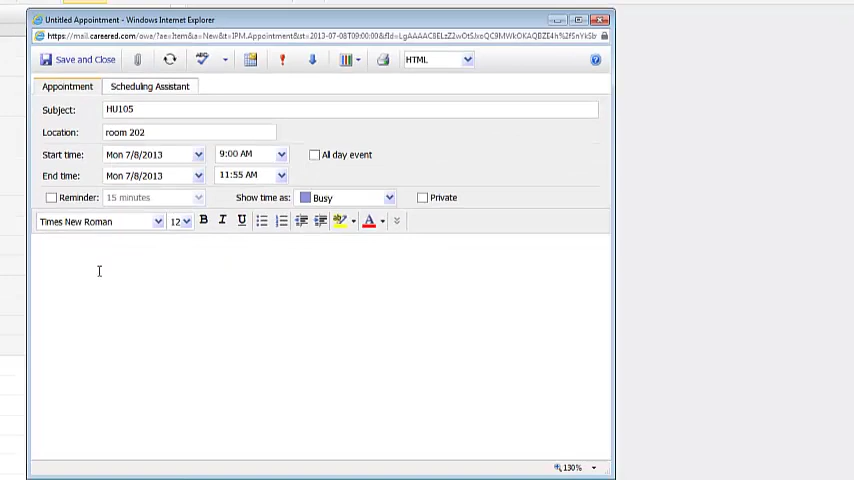 Untitled Appointment - Windows Internet Explorer
Save and Close
HTML
Appointment
Scheduling Assistant
Subject:
HU105
Location:
room 202
Start time:
Mon 7/8/2013
9:00 AM
All day event
End time:
Mon 7/8/2013
11:55 AM
Reminder:
15 minutes
Show time as:
Busy
Private
Times New Roman
12
B
I
U
ab
A
130%